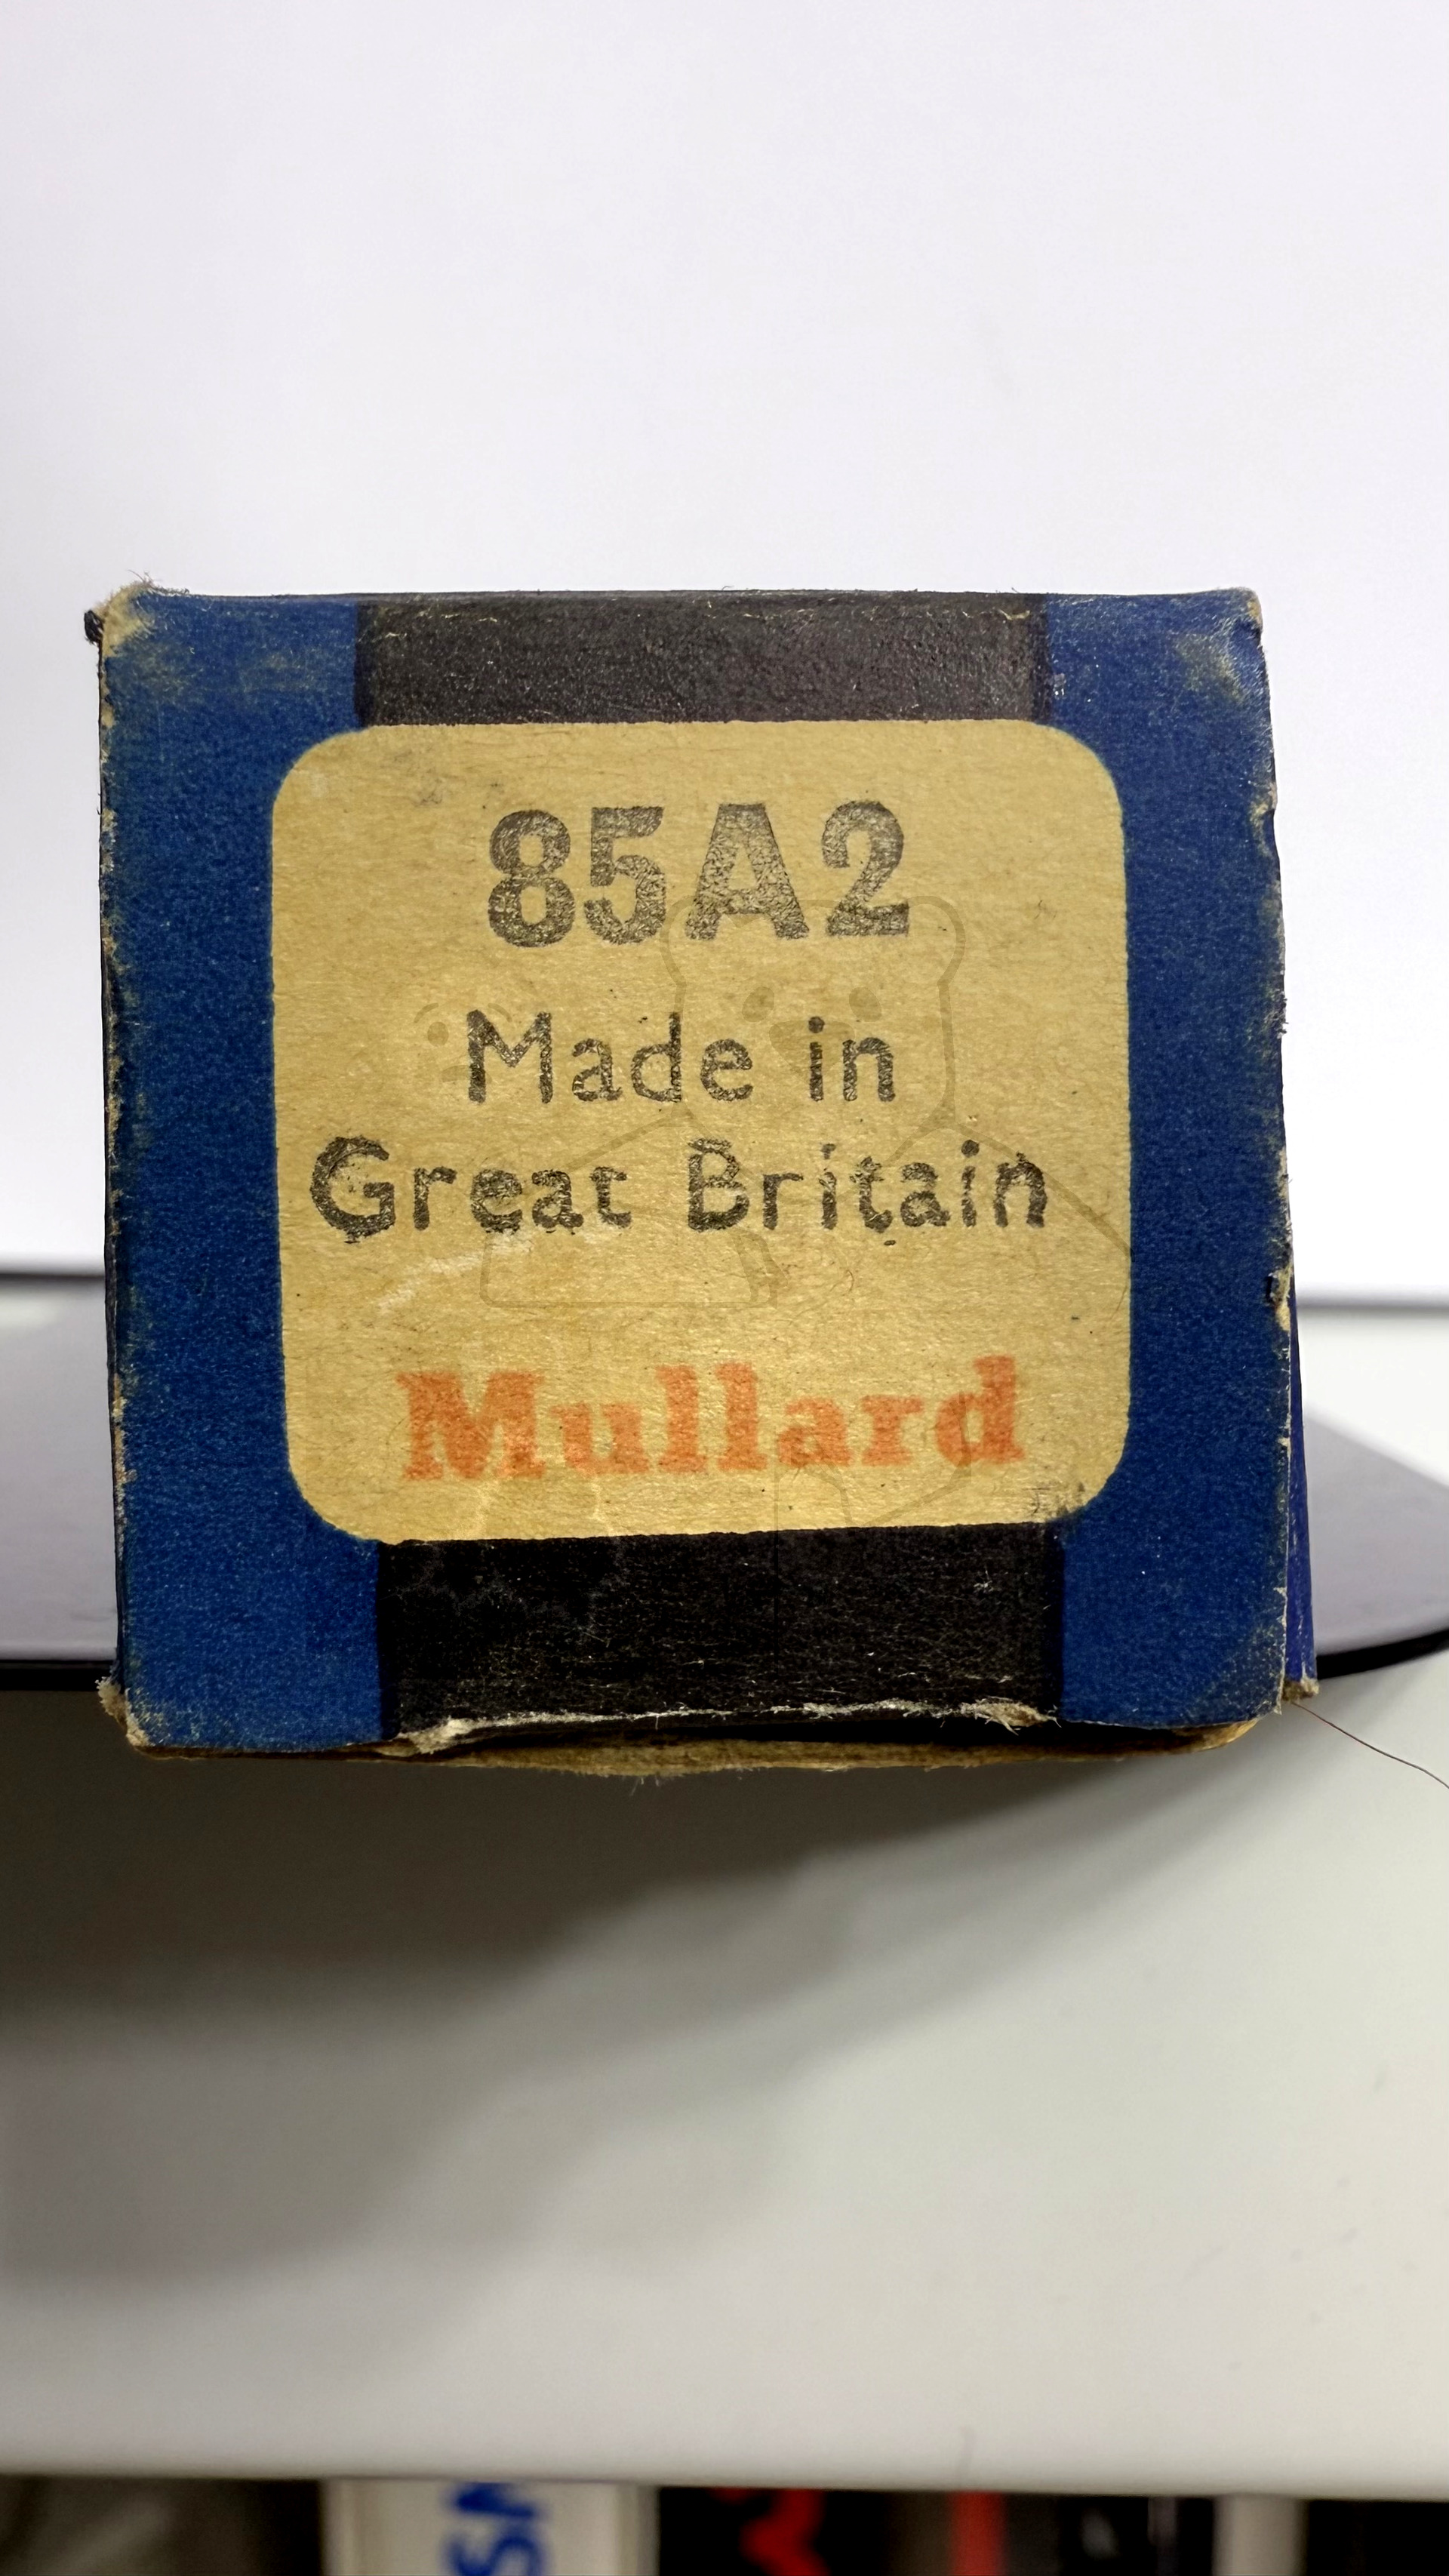 85A2
Made in
Great Britain
Mullard